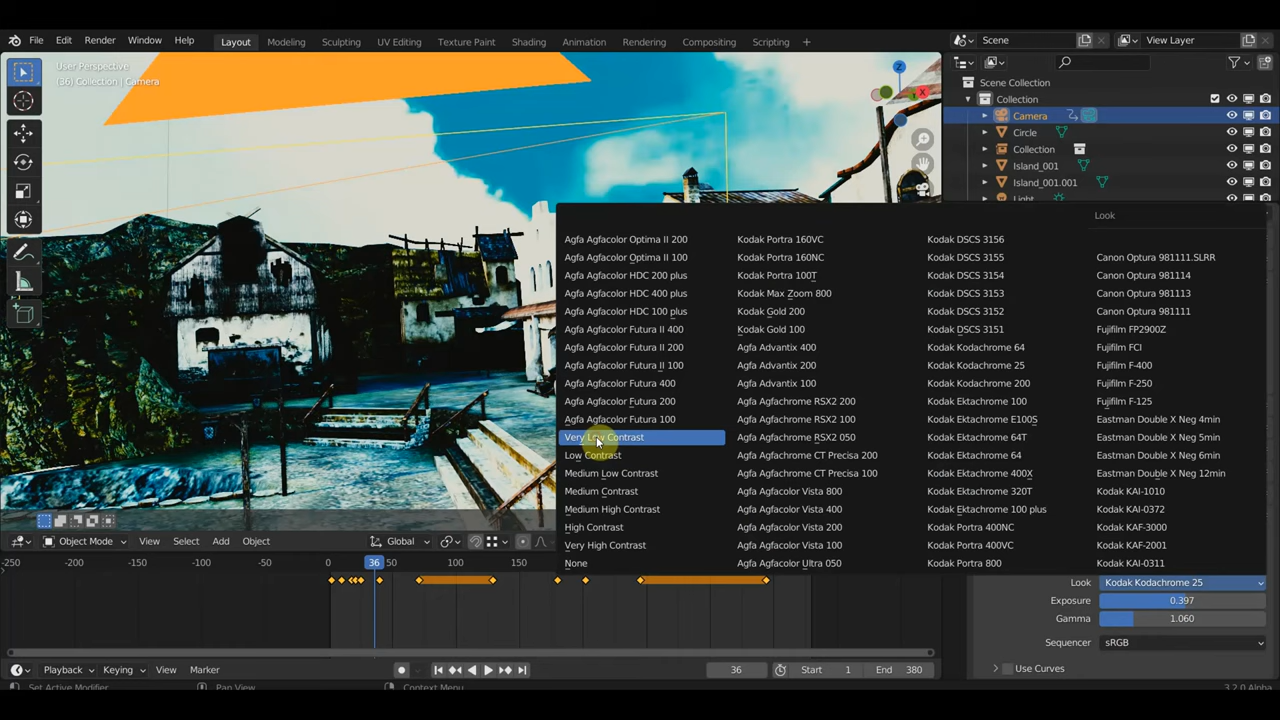 File Edit Render Window Help Layout Modeling Sculpting UV Editing Texture Paint Shading Animation Rendering Compositing Scripting + Scene View Layer
User Perspective
(36) Collection | Camera
Z
X
Scene Collection
Collection
Camera
Circle
Collection
Island_001
Island_001.001
Light
Look
Agfa Agfacolor Optima II 200 Kodak Portra 160VC Kodak DSCS 3156
Agfa Agfacolor Optima II 100 Kodak Portra 160NC Kodak DSCS 3155 Canon Optura 981111.SLRR
Agfa Agfacolor HDC 200 plus Kodak Portra 100T Kodak DSCS 3154 Canon Optura 981114
Agfa Agfacolor HDC 400 plus Kodak Max Zoom 800 Kodak DSCS 3153 Canon Optura 981113
Agfa Agfacolor HDC 100 plus Kodak Gold 200 Kodak DSCS 3152 Canon Optura 981111
Agfa Agfacolor Futura II 400 Kodak Gold 100 Kodak DSCS 3151 Fujifilm FP2900Z
Agfa Agfacolor Futura II 200 Agfa Advantix 400 Kodak Kodachrome 64 Fujifilm FCI
Agfa Agfacolor Futura II 100 Agfa Advantix 200 Kodak Kodachrome 25 Fujifilm F-400
Agfa Agfacolor Futura 400 Agfa Advantix 100 Kodak Kodachrome 200 Fujifilm F-250
Agfa Agfacolor Futura 200 Agfa Agfachrome RSX2 200 Kodak Ektachrome 100 Fujifilm F-125
Agfa Agfacolor Futura 100 Agfa Agfachrome RSX2 100 Kodak Ektachrome E100S Eastman Double X Neg 4min
Very Low Contrast Agfa Agfachrome RSX2 050 Kodak Ektachrome 64T Eastman Double X Neg 5min
Low Contrast Agfa Agfachrome CT Precisa 200 Kodak Ektachrome 64 Eastman Double X Neg 6min
Medium Low Contrast Agfa Agfachrome CT Precisa 100 Kodak Ektachrome 400X Eastman Double X Neg 12min
Medium Contrast Agfa Agfacolor Vista 800 Kodak Ektachrome 320T Kodak KAI-1010
Medium High Contrast Agfa Agfacolor Vista 400 Kodak Ektachrome 100 plus Kodak KAI-0372
High Contrast Agfa Agfacolor Vista 200 Kodak Portra 400NC Kodak KAF-3000
Very High Contrast Agfa Agfacolor Vista 100 Kodak Portra 400VC Kodak KAF-2001
None Agfa Agfacolor Ultra 050 Kodak Portra 800 Kodak KAI-0311
Object Mode View Select Add Object Global
-250 -200 -150 -100 -50 0 36 50 100 150
Look Kodak Kodachrome 25
Exposure 0.397
Gamma 1.060
Sequencer sRGB
Use Curves
Playback Keying View Marker 36 Start 1 End 380
Set Active Modifier Pan View Context Menu 3.2.0 Alpha